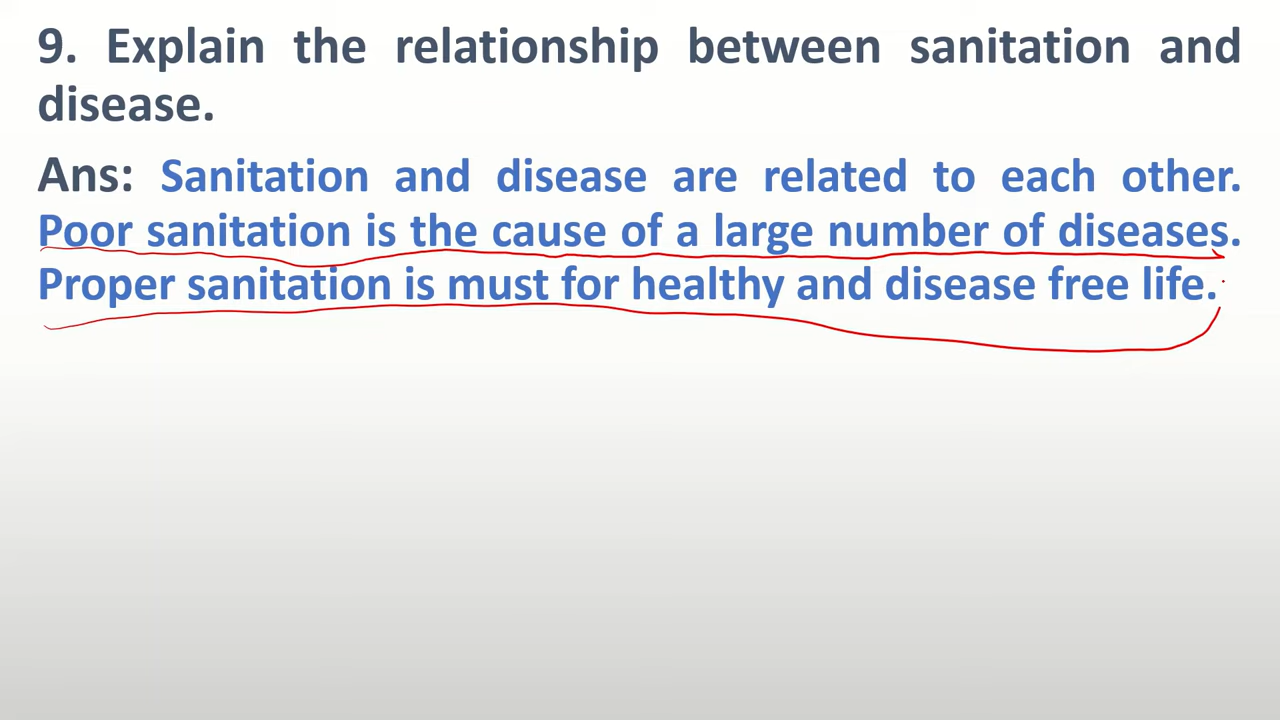 9. Explain the relationship between sanitation and
disease.
Ans: Sanitation and disease are related to each other.
Poor sanitation is the cause of a large number of diseases.
Proper sanitation is must for healthy and disease free life.